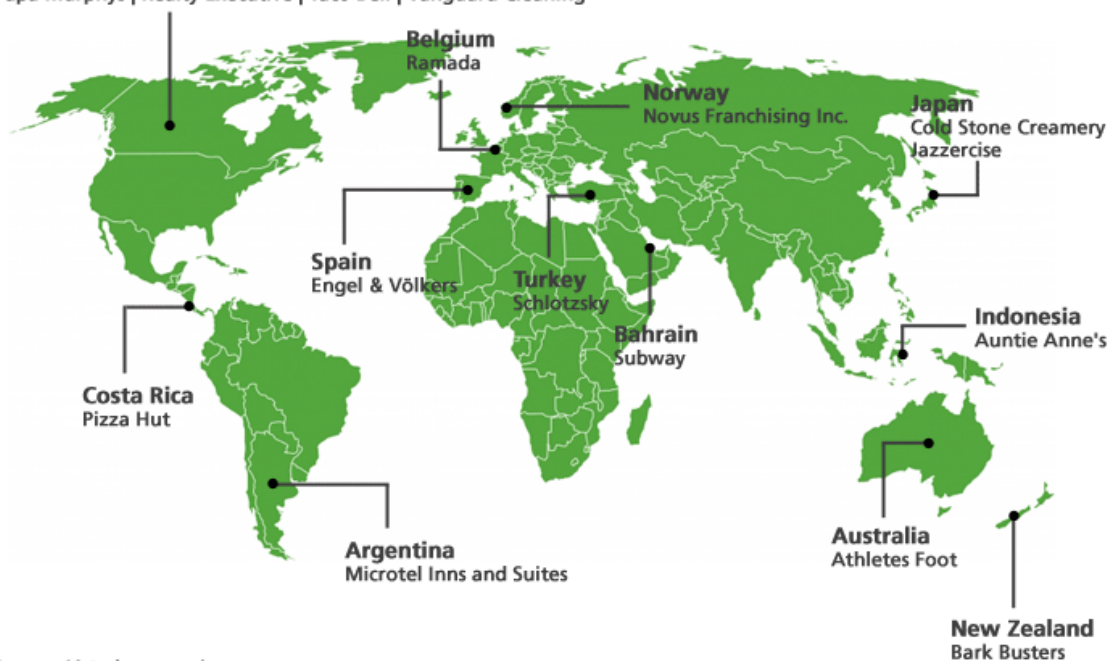 Belgium
Ramada
Norway
Novus Franchising Inc.
Japan
Cold Stone Creamery
Jazzercise
Spain
Engel & Völkers
Turkey
Schlotzsky
Bahrain
Subway
Indonesia
Auntie Anne's
Costa Rica
Pizza Hut
Argentina
Microtel Inns and Suites
Australia
Athletes Foot
New Zealand
Bark Busters